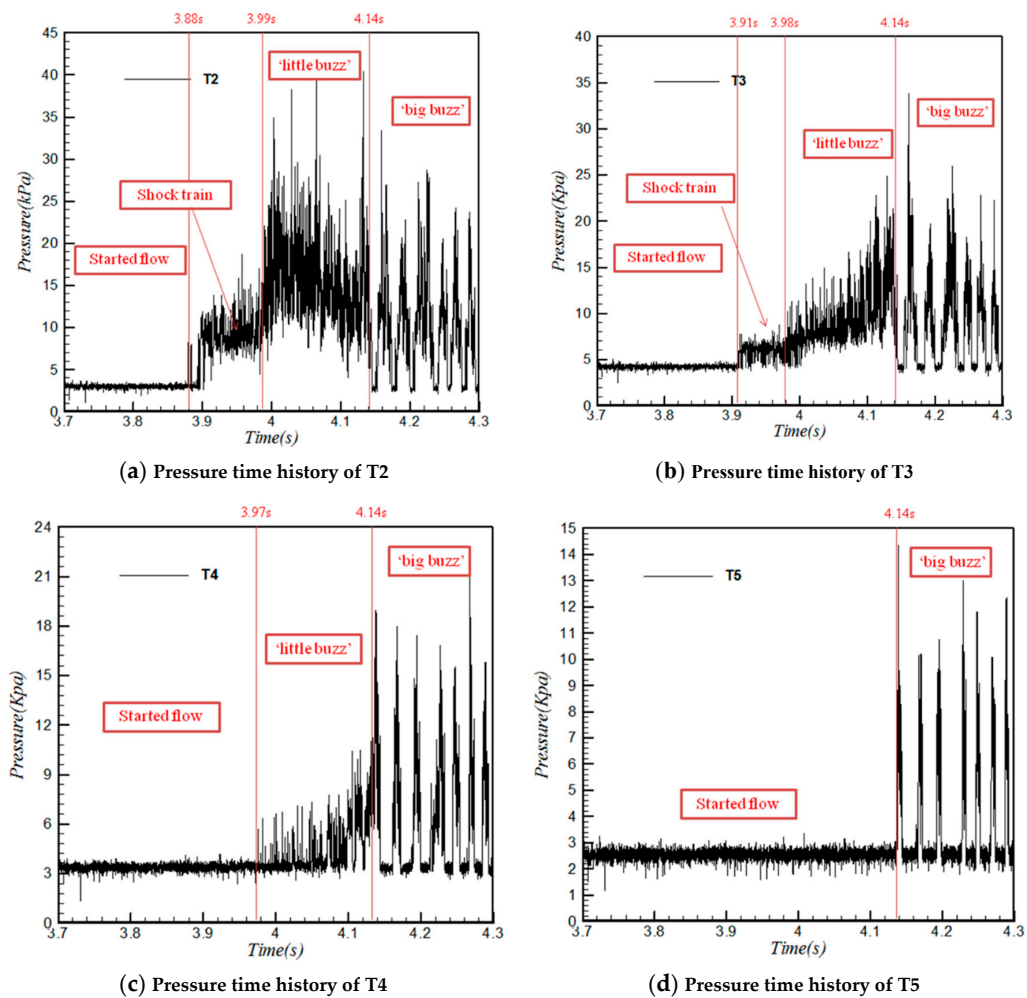 3.88s 3.99s 4.14s
45
40
35
30
25
20
15
10
5
0
Pressure(kPa)
T2
'little buzz'
'big buzz'
Shock train
Started flow
3.7 3.8 3.9 4 4.1 4.2 4.3
Time(s)
(a) Pressure time history of T2
3.91s 3.98s 4.14s
40
35
30
25
20
15
10
5
0
Pressure(Kpa)
T3
'big buzz'
'little buzz'
Shock train
Started flow
3.7 3.8 3.9 4 4.1 4.2 4.3
Time(s)
(b) Pressure time history of T3
3.97s 4.14s
24
21
18
15
12
9
6
3
0
Pressure(Kpa)
T4
'big buzz'
'little buzz'
Started flow
3.7 3.8 3.9 4 4.1 4.2 4.3
Time(s)
(c) Pressure time history of T4
4.14s
15
14
13
12
11
10
9
8
7
6
5
4
3
2
1
0
Pressure(Kpa)
T5
'big buzz'
Started flow
3.7 3.8 3.9 4 4.1 4.2 4.3
Time(s)
(d) Pressure time history of T5